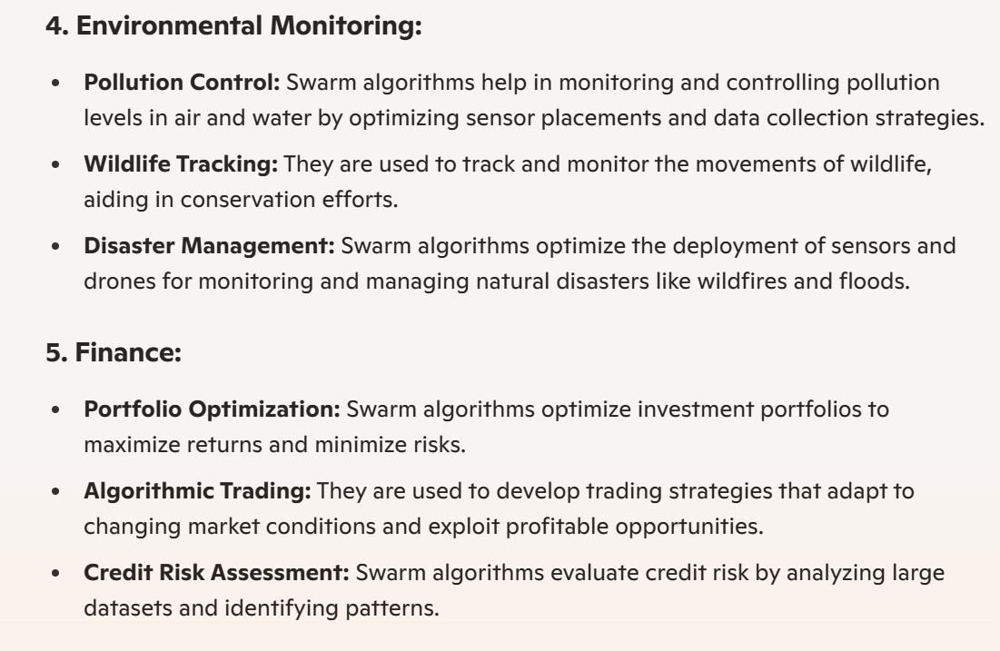 4. Environmental Monitoring:
• Pollution Control: Swarm algorithms help in monitoring and controlling pollution
levels in air and water by optimizing sensor placements and data collection strategies.
• Wildlife Tracking: They are used to track and monitor the movements of wildlife,
aiding in conservation efforts.
• Disaster Management: Swarm algorithms optimize the deployment of sensors and
drones for monitoring and managing natural disasters like wildfires and floods.
5. Finance:
• Portfolio Optimization: Swarm algorithms optimize investment portfolios to
maximize returns and minimize risks.
• Algorithmic Trading: They are used to develop trading strategies that adapt to
changing market conditions and exploit profitable opportunities.
• Credit Risk Assessment: Swarm algorithms evaluate credit risk by analyzing large
datasets and identifying patterns.